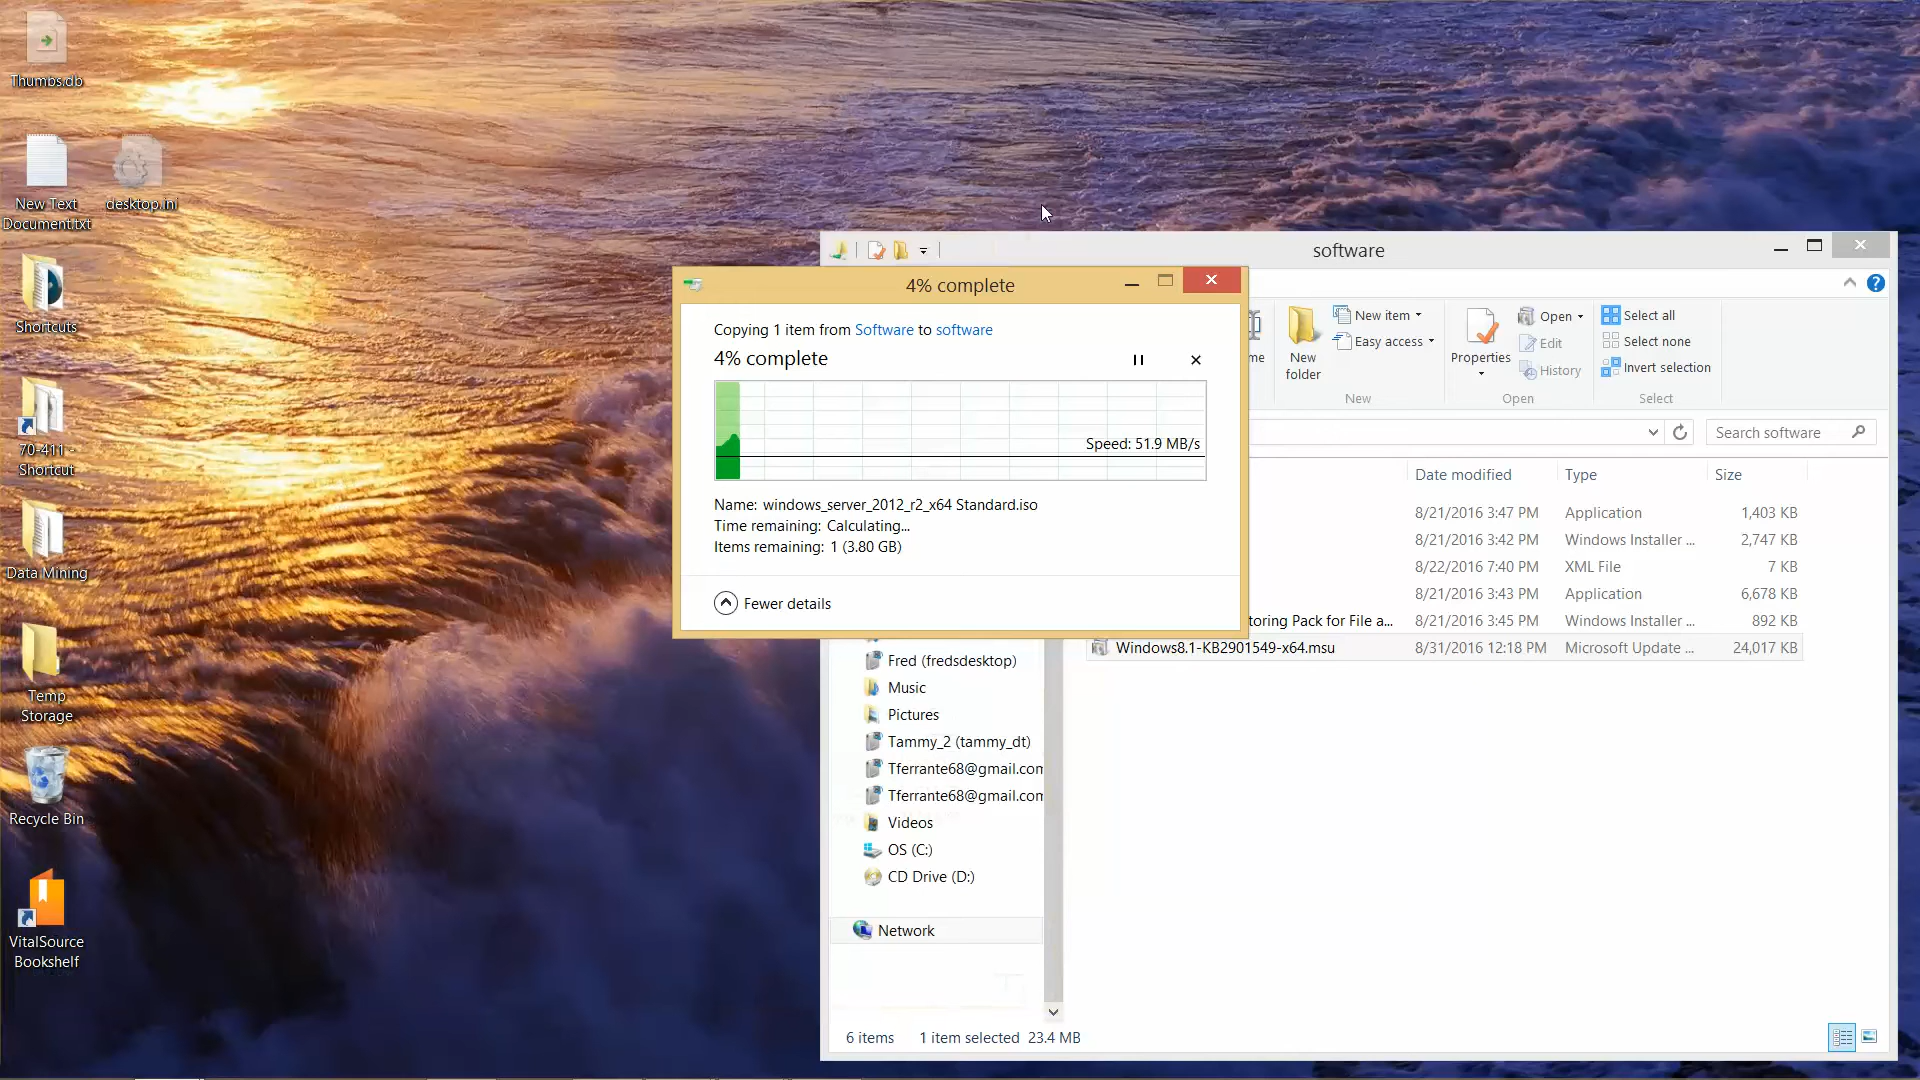 Thumbs.db
New Text
Document.txt
desktop.ini
Shortcuts
70-411 -
Shortcut
Data Mining
Temp
Storage
Recycle Bin
VitalSource
Bookshelf
software
4% complete
Copying 1 item from Software to software
4% complete
Speed: 51.9 MB/s
Name: windows_server_2012_r2_x64 Standard.iso
Time remaining: Calculating...
Items remaining: 1 (3.80 GB)
Fewer details
me
New
folder
New item
Easy access
New
Properties
Open
Edit
History
Open
Select all
Select none
Invert selection
Select
Search software
Date modified Type Size
8/21/2016 3:47 PM Application 1,403 KB
8/21/2016 3:42 PM Windows Installer ... 2,747 KB
8/22/2016 7:40 PM XML File 7 KB
8/21/2016 3:43 PM Application 6,678 KB
toring Pack for File a... 8/21/2016 3:45 PM Windows Installer ... 892 KB
Windows8.1-KB2901549-x64.msu 8/31/2016 12:18 PM Microsoft Update ... 24,017 KB
Fred (fredsdesktop)
Music
Pictures
Tammy_2 (tammy_dt)
Tferrante68@gmail.com
Tferrante68@gmail.com
Videos
OS (C:)
CD Drive (D:)
Network
6 items 1 item selected 23.4 MB